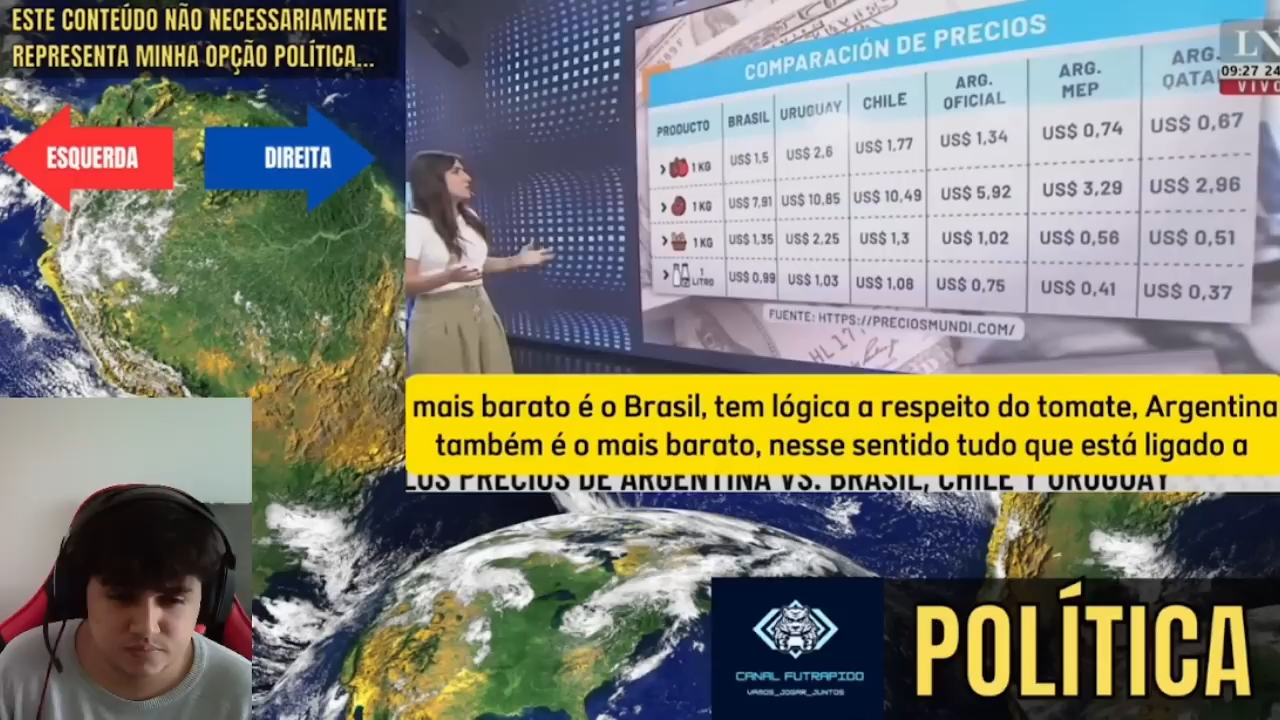 ESTE CONTEÚDO NÃO NECESSARIAMENTE
REPRESENTA MINHA OPÇÃO POLÍTICA...
ESQUERDA
DIREITA
COMPARACIÓN DE PRECIOS
LN
09:27 24
VIVO
PRODUCTO BRASIL URUGUAY CHILE ARG. OFICIAL ARG. MEP ARG. QATA
1 KG US$ 1,5 US$ 2,6 US$ 1,77 US$ 1,34 US$ 0,74 US$ 0,67
1 KG US$ 7,91 US$ 10,85 US$ 10,49 US$ 5,92 US$ 3,29 US$ 2,96
1 KG US$ 1,35 US$ 2,25 US$ 1,3 US$ 1,02 US$ 0,56 US$ 0,51
1 LITRO US$ 0,99 US$ 1,03 US$ 1,08 US$ 0,75 US$ 0,41 US$ 0,37
FUENTE: HTTPS://PRECIOSMUNDI.COM/
mais barato é o Brasil, tem lógica a respeito do tomate, Argentina
também é o mais barato, nesse sentido tudo que está ligado a
LOS PRECIOS DE ARGENTINA VS. BRASIL, CHILE Y URUGUAY
CANAL FUTRAPIDO
VAMOS_JOGAR_JUNTOS
POLÍTICA